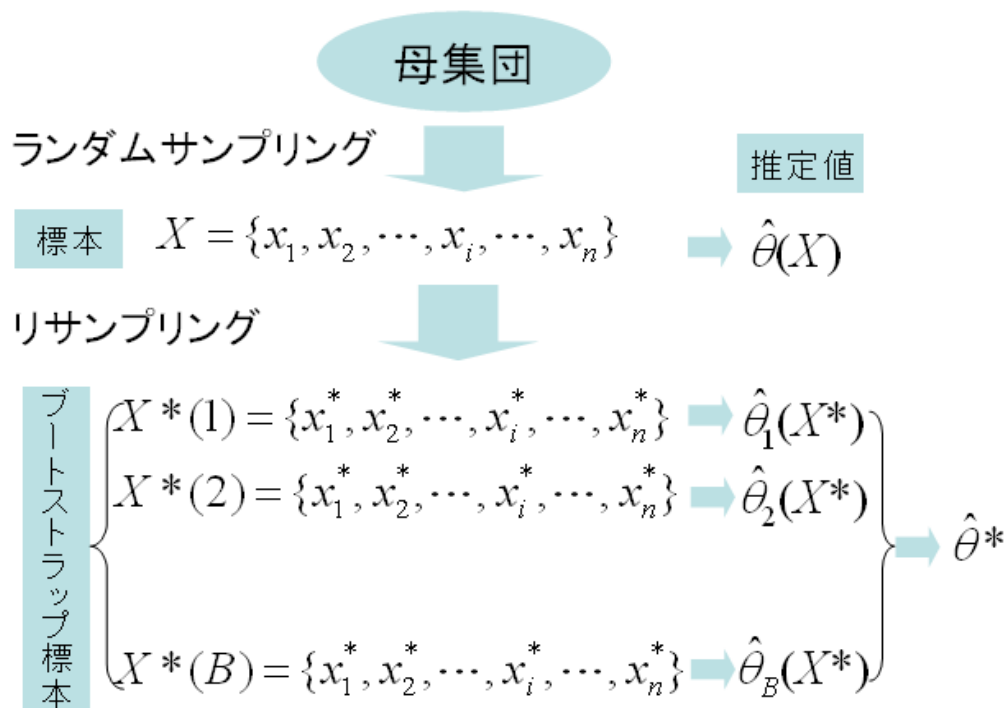 母集団
ランダムサンプリング
推定値
標本 X = {x₁, x₂, ⋯, xᵢ, ⋯, xₙ} θ̂(X)
リサンプリング
ブートストラップ標本
X*(1) = {x₁*, x₂*, ⋯, xᵢ*, ⋯, xₙ*} θ̂₁(X*)
X*(2) = {x₁*, x₂*, ⋯, xᵢ*, ⋯, xₙ*} θ̂₂(X*)
θ̂*
X*(B) = {x₁*, x₂*, ⋯, xᵢ*, ⋯, xₙ*} θ̂_B(X*)